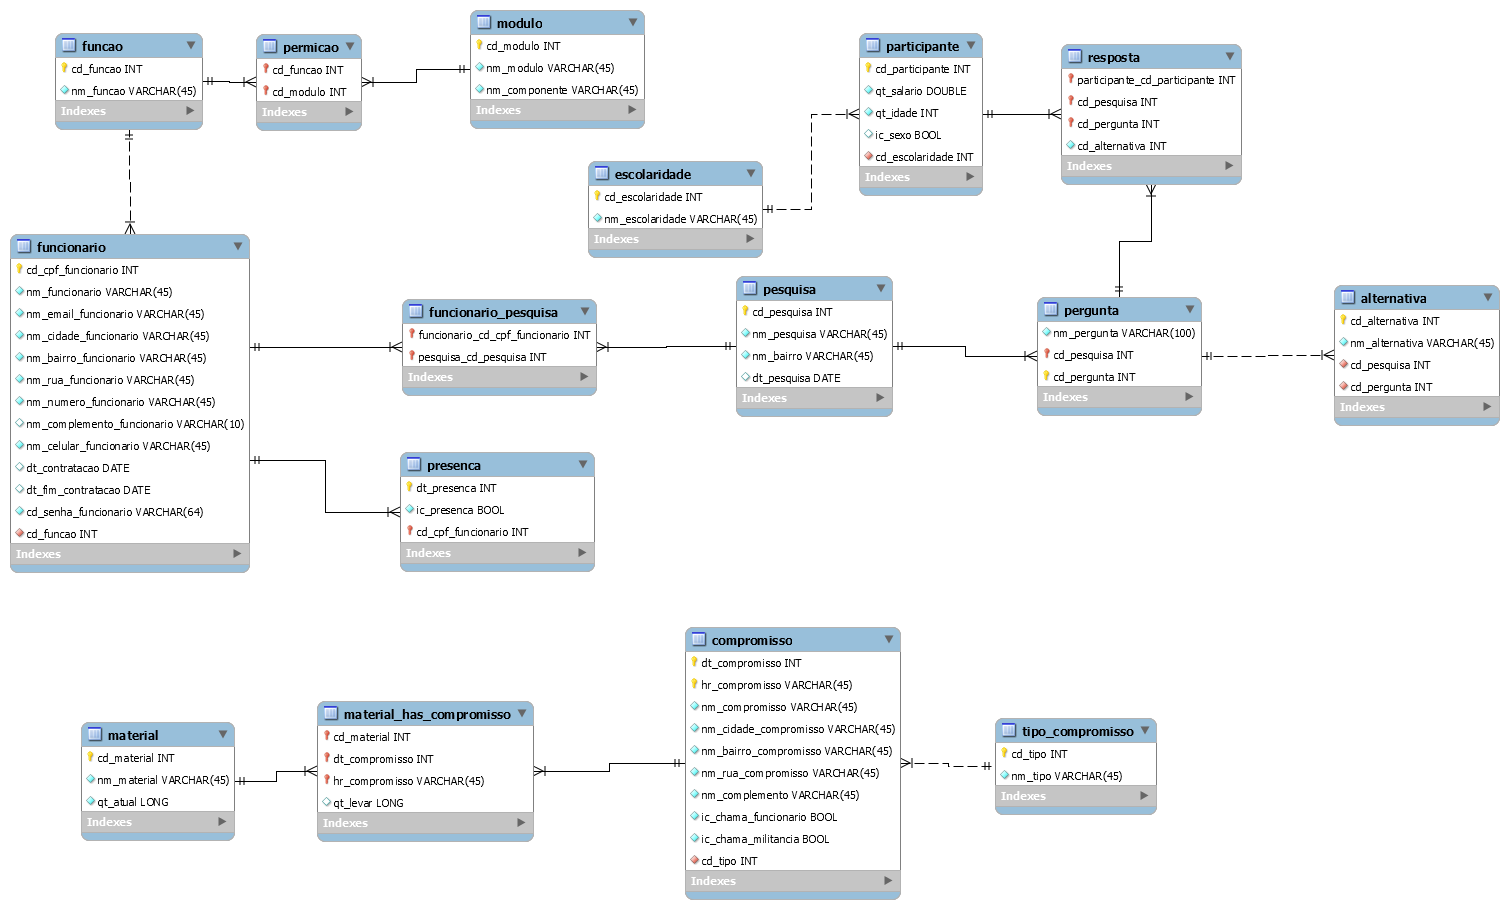 funcao
cd_funcao INT
nm_funcao VARCHAR(45)
Indexes
permicao
cd_funcao INT
cd_modulo INT
Indexes
modulo
cd_modulo INT
nm_modulo VARCHAR(45)
nm_componente VARCHAR(45)
Indexes
participante
cd_participante INT
qt_salario DOUBLE
qt_idade INT
ic_sexo BOOL
cd_escolaridade INT
Indexes
resposta
participante_cd_participante INT
cd_pesquisa INT
cd_pergunta INT
cd_alternativa INT
Indexes
escolaridade
cd_escolaridade INT
nm_escolaridade VARCHAR(45)
Indexes
funcionario
cd_cpf_funcionario INT
nm_funcionario VARCHAR(45)
nm_email_funcionario VARCHAR(45)
nm_cidade_funcionario VARCHAR(45)
nm_bairro_funcionario VARCHAR(45)
nm_rua_funcionario VARCHAR(45)
nm_numero_funcionario VARCHAR(45)
nm_complemento_funcionario VARCHAR(10)
nm_celular_funcionario VARCHAR(45)
dt_contratacao DATE
dt_fim_contratacao DATE
cd_senha_funcionario VARCHAR(64)
cd_funcao INT
Indexes
funcionario_pesquisa
funcionario_cd_cpf_funcionario INT
pesquisa_cd_pesquisa INT
Indexes
pesquisa
cd_pesquisa INT
nm_pesquisa VARCHAR(45)
nm_bairro VARCHAR(45)
dt_pesquisa DATE
Indexes
pergunta
nm_pergunta VARCHAR(100)
cd_pesquisa INT
cd_pergunta INT
Indexes
alternativa
cd_alternativa INT
nm_alternativa VARCHAR(45)
cd_pesquisa INT
cd_pergunta INT
Indexes
presenca
dt_presenca INT
ic_presenca BOOL
cd_cpf_funcionario INT
Indexes
material
cd_material INT
nm_material VARCHAR(45)
qt_atual LONG
Indexes
material_has_compromisso
cd_material INT
dt_compromisso INT
hr_compromisso VARCHAR(45)
qt_levar LONG
Indexes
compromisso
dt_compromisso INT
hr_compromisso VARCHAR(45)
nm_compromisso VARCHAR(45)
nm_cidade_compromisso VARCHAR(45)
nm_bairro_compromisso VARCHAR(45)
nm_rua_compromisso VARCHAR(45)
nm_complemento VARCHAR(45)
ic_chama_funcionario BOOL
ic_chama_militancia BOOL
cd_tipo INT
Indexes
tipo_compromisso
cd_tipo INT
nm_tipo VARCHAR(45)
Indexes